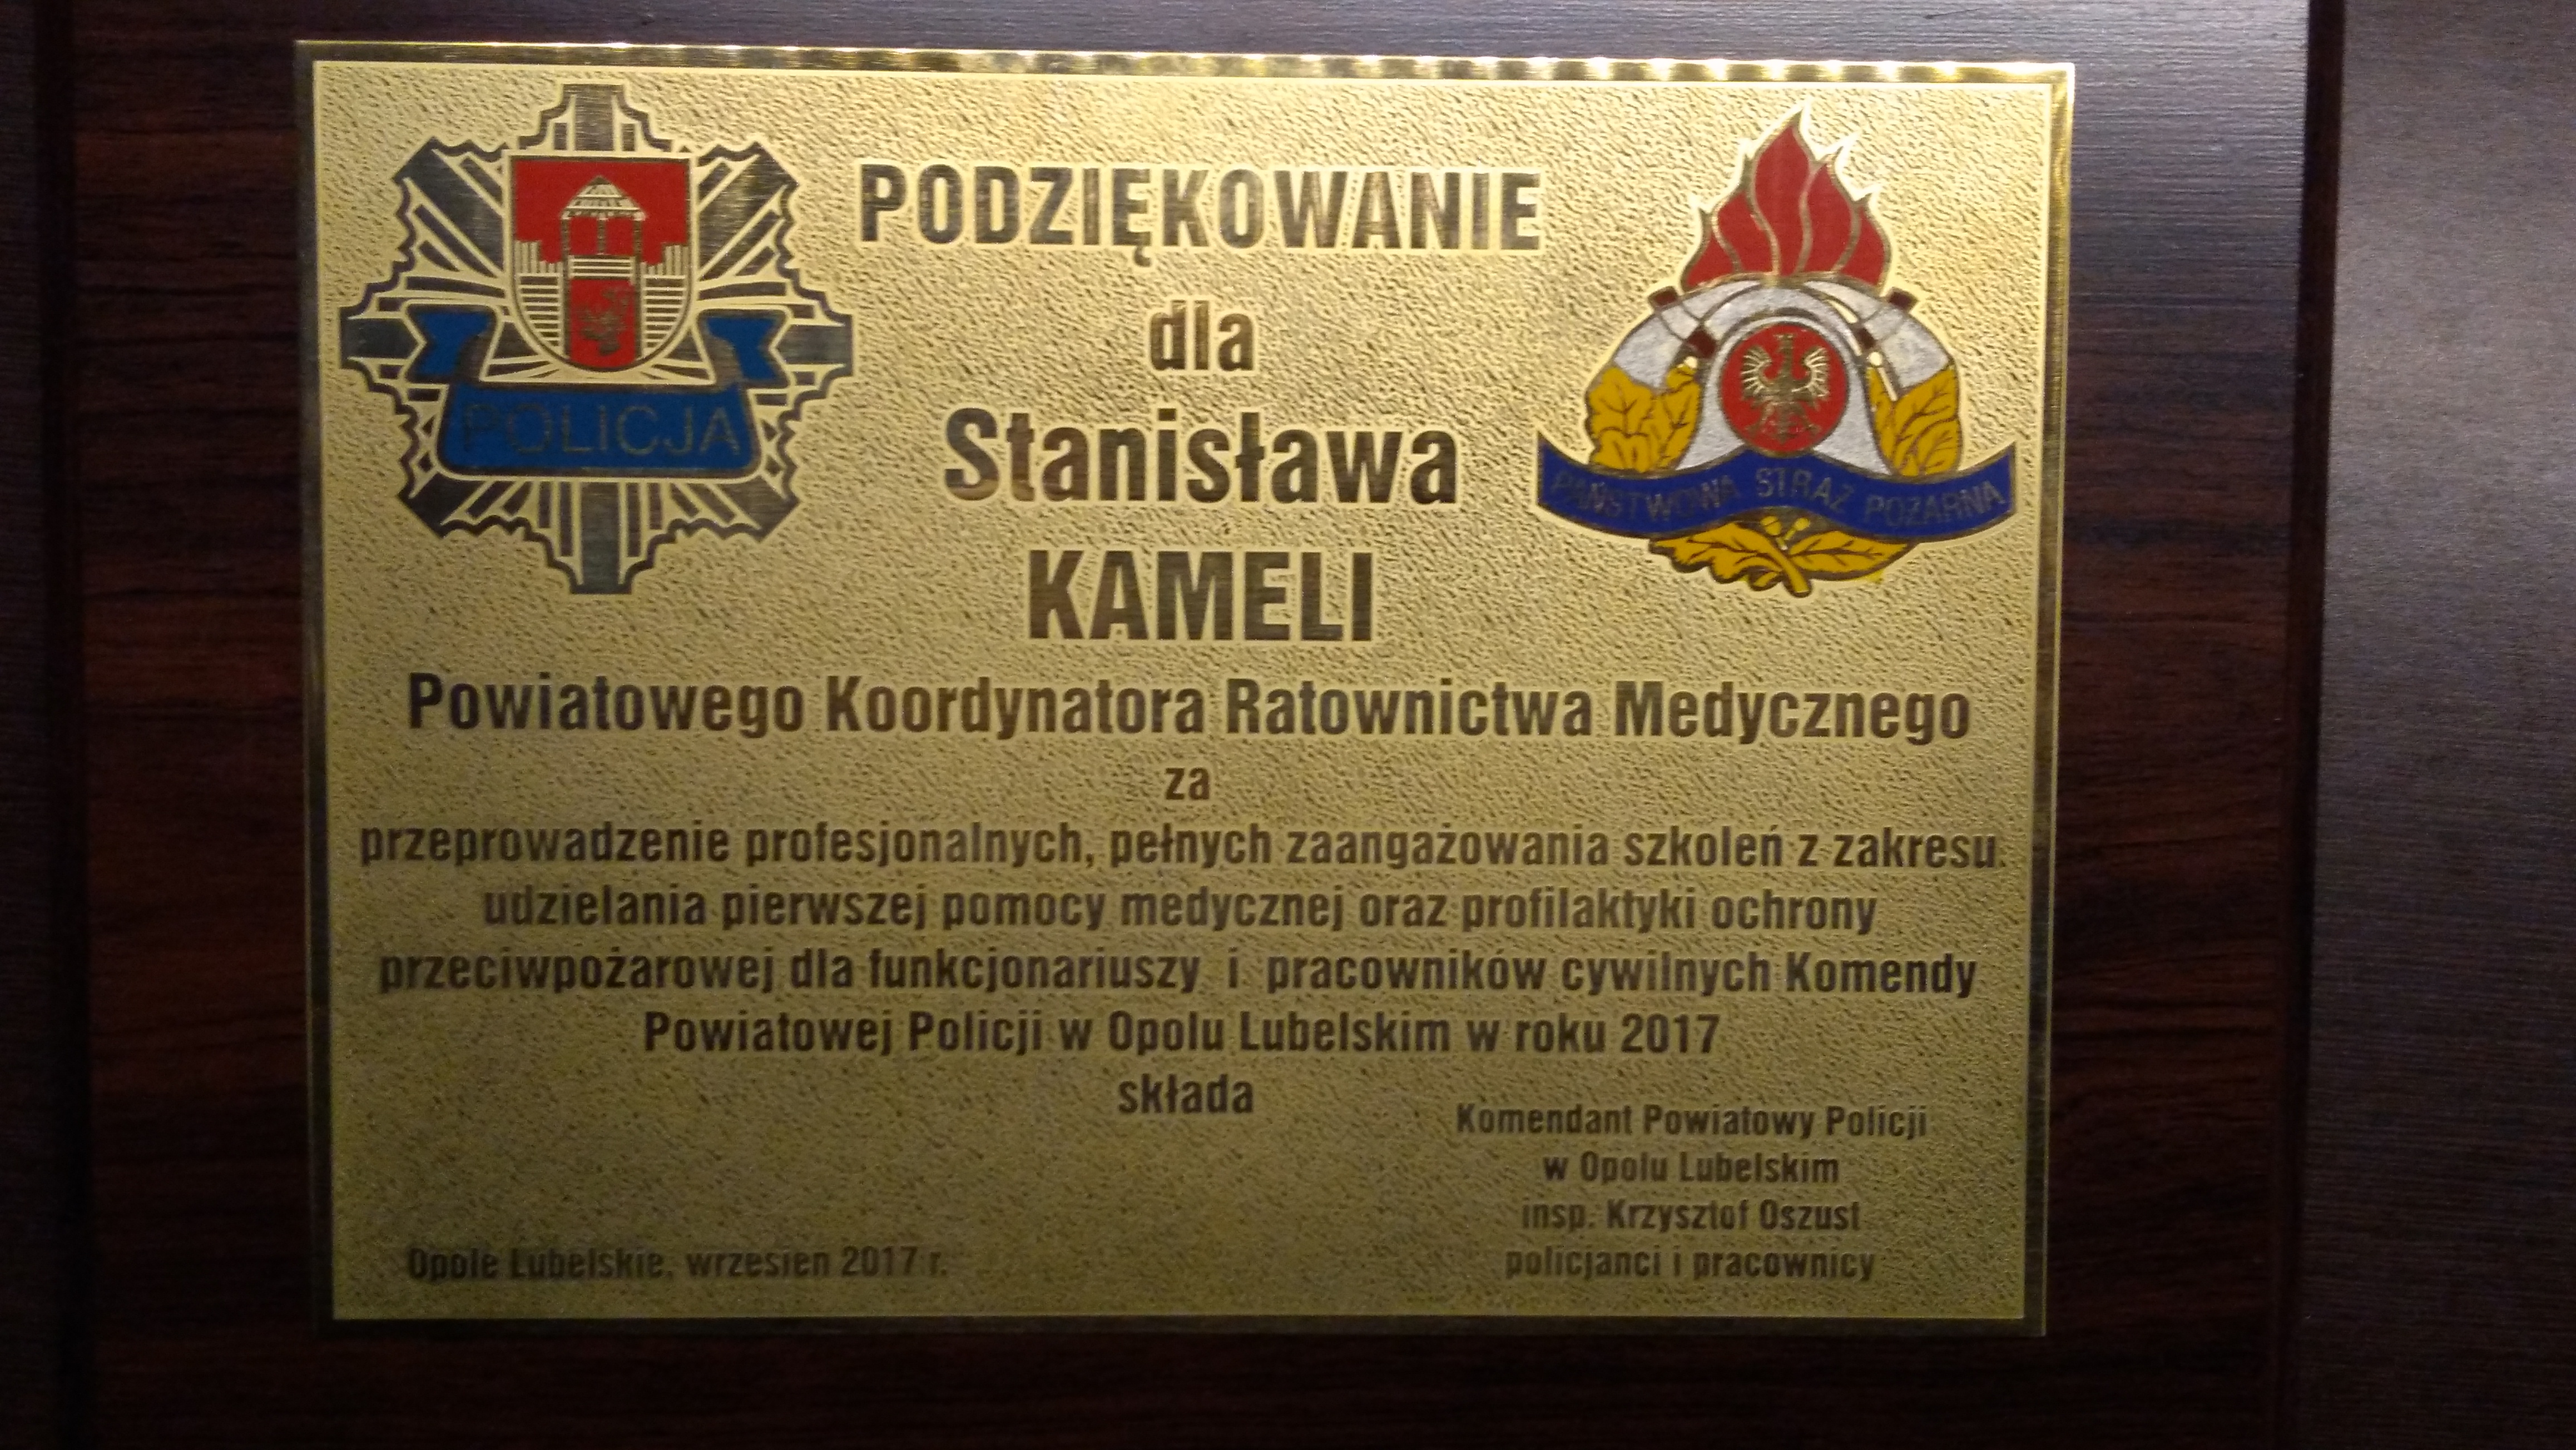 PODZIĘKOWANIE
dla
Stanisława
KAMELI
POLICJA
PAŃSTWOWA STRAŻ POŻARNA
Powiatowego Koordynatora Ratownictwa Medycznego
za
przeprowadzenie profesjonalnych, pełnych zaangażowania szkoleń z zakresu
udzielania pierwszej pomocy medycznej oraz profilaktyki ochrony
przeciwpożarowej dla funkcjonariuszy i pracowników cywilnych Komendy
Powiatowej Policji w Opolu Lubelskim w roku 2017
składa
Komendant Powiatowy Policji
w Opolu Lubelskim
insp. Krzysztof Oszust
policjanci i pracownicy
Opole Lubelskie, wrzesien 2017 r.